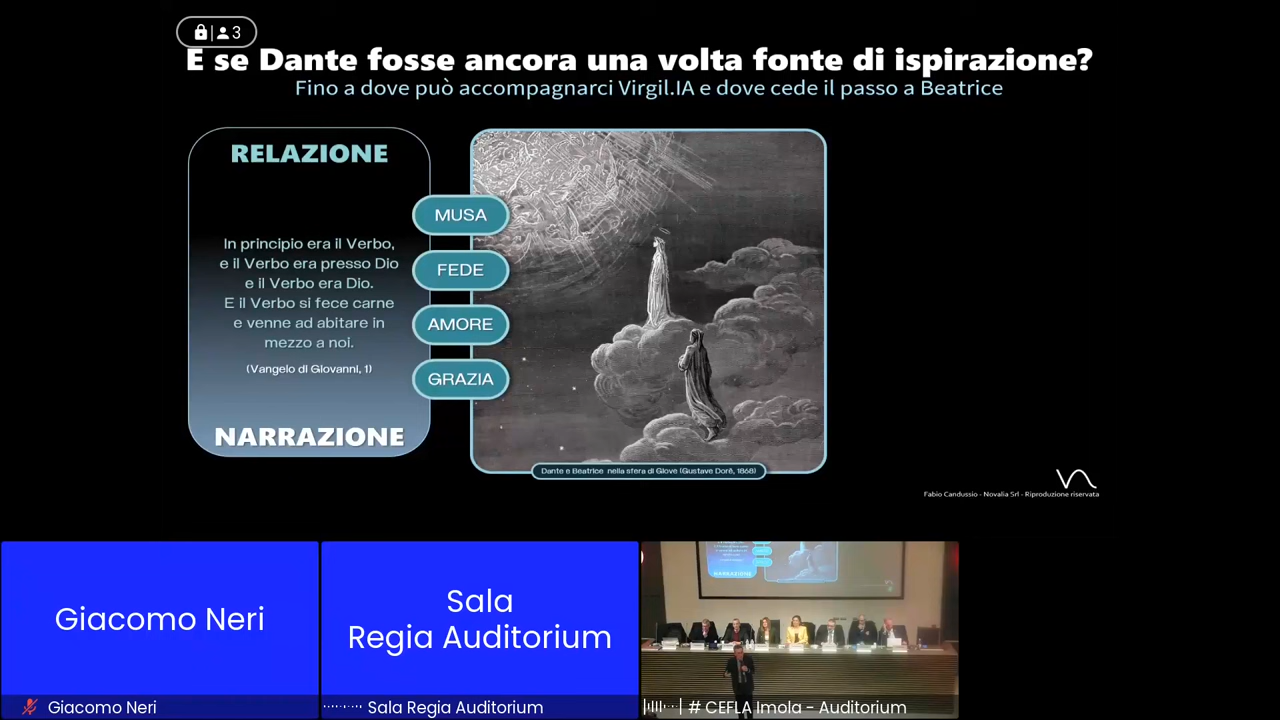 3
E se Dante fosse ancora una volta fonte di ispirazione?
Fino a dove può accompagnarci Virgil.IA e dove cede il passo a Beatrice
RELAZIONE
In principio era il Verbo,
e il Verbo era presso Dio
e il Verbo era Dio.
E il Verbo si fece carne
e venne ad abitare in
mezzo a noi.
(Vangelo di Giovanni, 1)
NARRAZIONE
MUSA
FEDE
AMORE
GRAZIA
Dante e Beatrice nella sfera di Giove (Gustave Doré, 1868)
Fabio Candussio - Novalia Srl - Riproduzione riservata
Giacomo Neri
Giacomo Neri
Sala
Regia Auditorium
Sala Regia Auditorium
NARRAZIONE
# CEFLA Imola - Auditorium